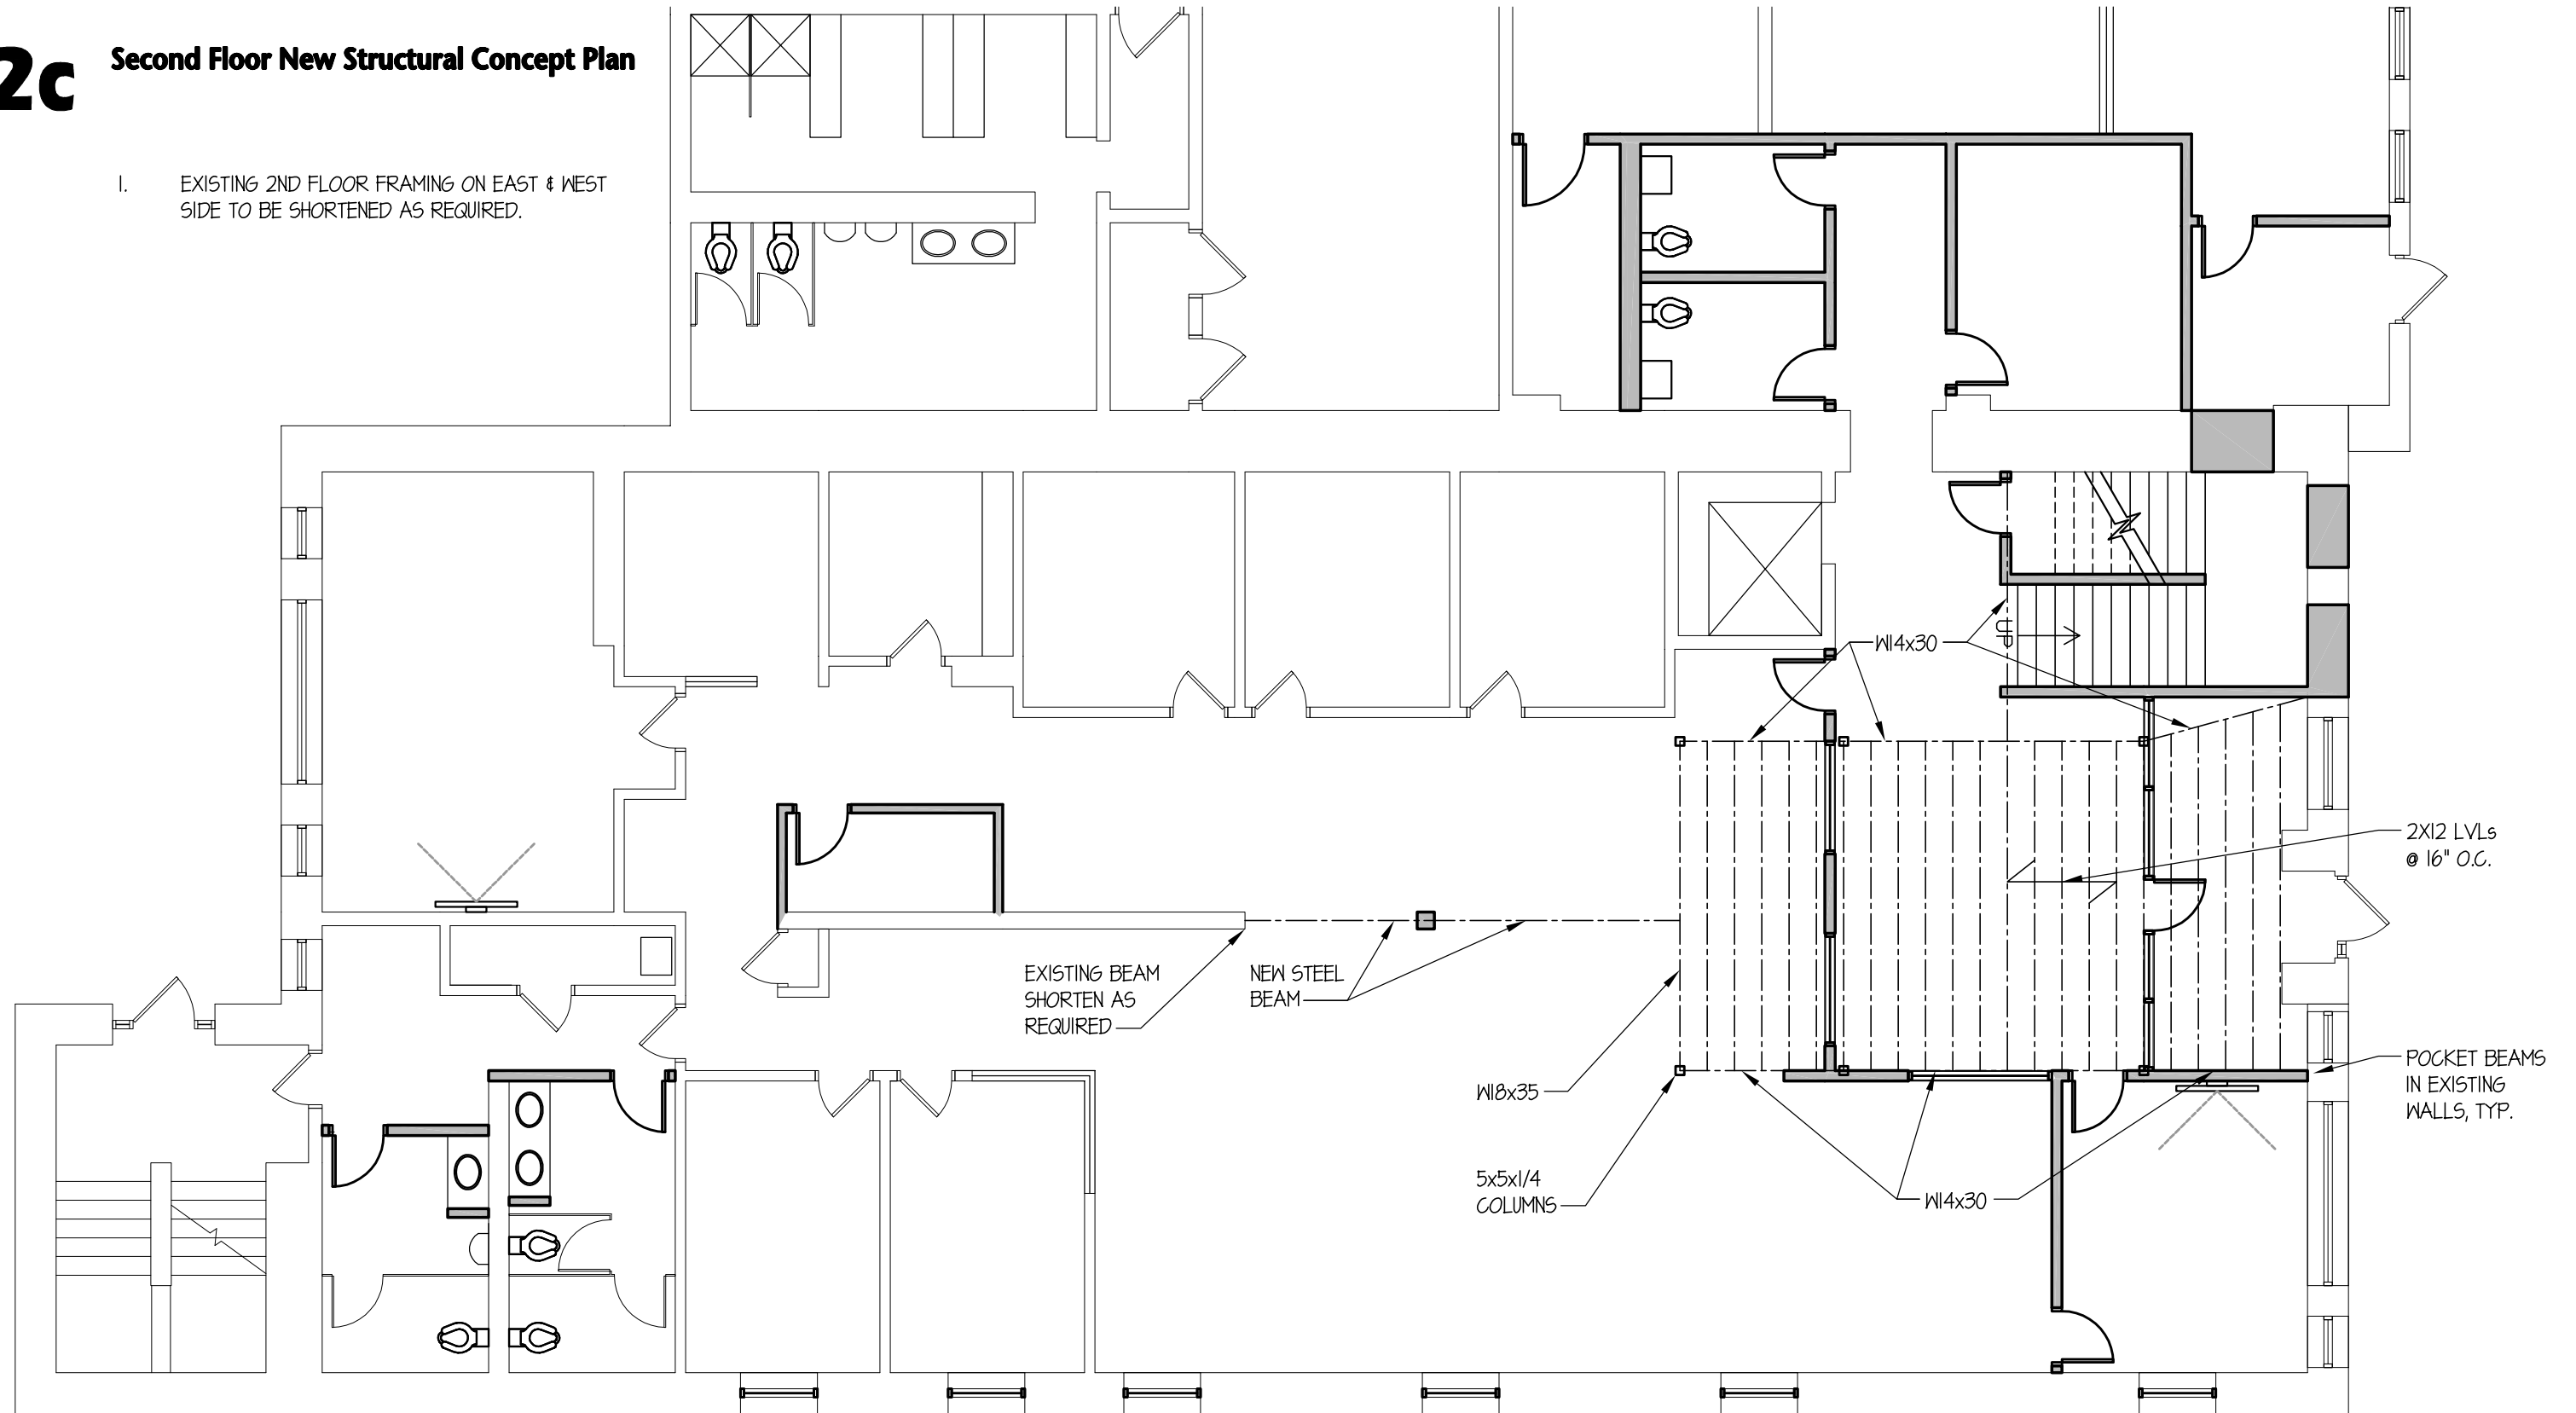 2c
Second Floor New Structural Concept Plan
1. EXISTING 2ND FLOOR FRAMING ON EAST & WEST
SIDE TO BE SHORTENED AS REQUIRED.
W14x30
UP
2X12 LVLs
@ 16" O.C.
EXISTING BEAM
SHORTEN AS
REQUIRED
NEW STEEL
BEAM
W18x35
5x5x1/4
COLUMNS
W14x30
POCKET BEAMS
IN EXISTING
WALLS, TYP.